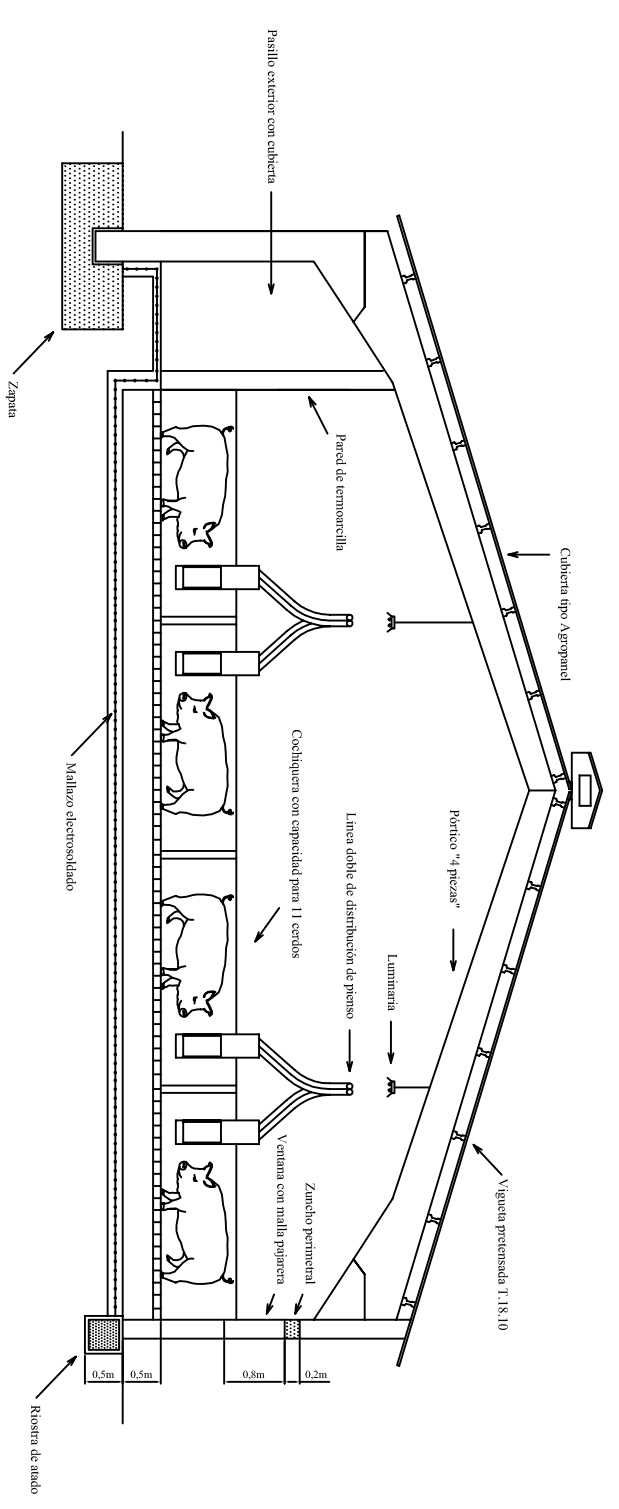 Pasillo exterior con cubierta
Cubierta tipo Agropanel
Pared de termoarcilla
Zapata
Pórtico "4 piezas"
Luminaria
Línea doble de distribución de pienso
Cochiquera con capacidad para 11 cerdos
Mallazo electrosoldado
Vigueta pretensada T.18.10
Zuncho perimetral
Ventana con malla pajarera
0,2m
0,8m
0,5m
0,5m
Riostra de atado